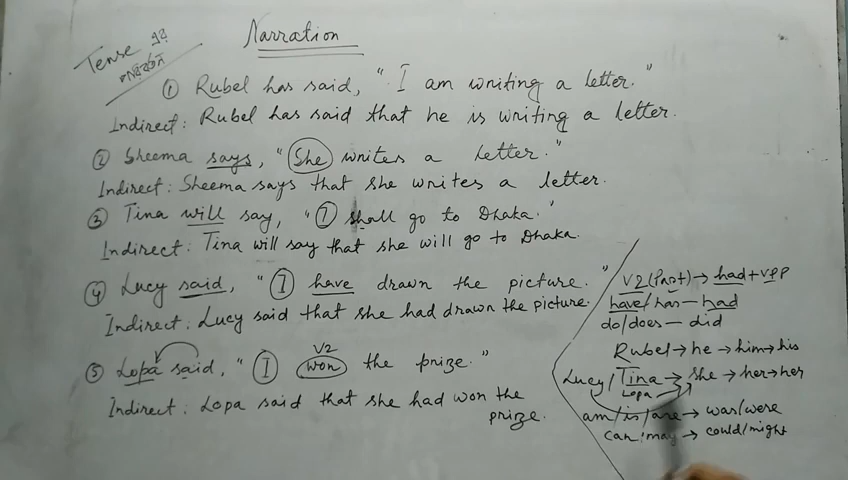 Tense এর
পরিবর্তন
Narration
① Rubel has said, "I am writing a letter."
Indirect: Rubel has said that he is writing a letter.
② Sheema says, "She writes a letter."
Indirect: Sheema says that she writes a letter.
③ Tina will say, "I shall go to Dhaka."
Indirect: Tina will say that she will go to Dhaka.
④ Lucy said, "I have drawn the picture."
Indirect: Lucy said that she had drawn the picture.
V2
⑤ Lopa said, "I won the prize."
Indirect: Lopa said that she had won the
prize.
V2 (Past) → had + vpp
have/has — had
do/does — did
Rubel → he → him → his
Lucy/Tina → she → her → her
Lopa
am/is/are → was/were
can/may → could/might